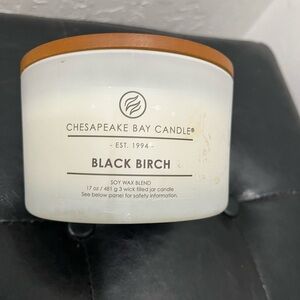 CHESAPEAKE BAY CANDLE®
- EST. 1994 -
BLACK BIRCH
SOY WAX BLEND
17 oz / 481 g 3 wick filled jar candle
See below panel for safety information.